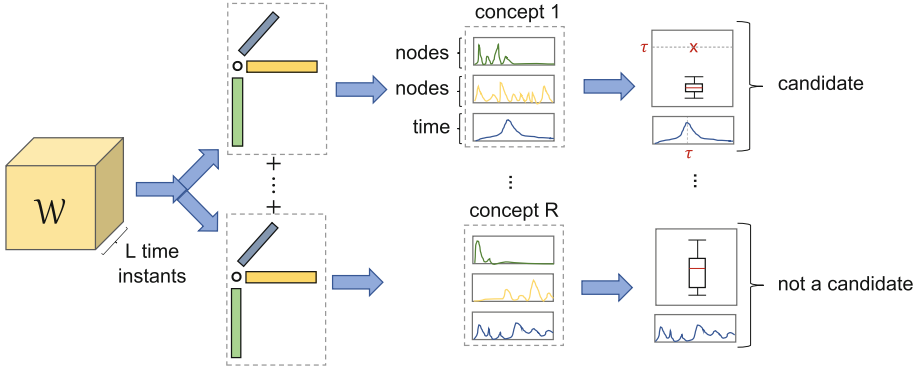 concept 1
nodes
nodes
time
τ
x
τ
candidate
W
L time
instants
+
+
concept R
not a candidate